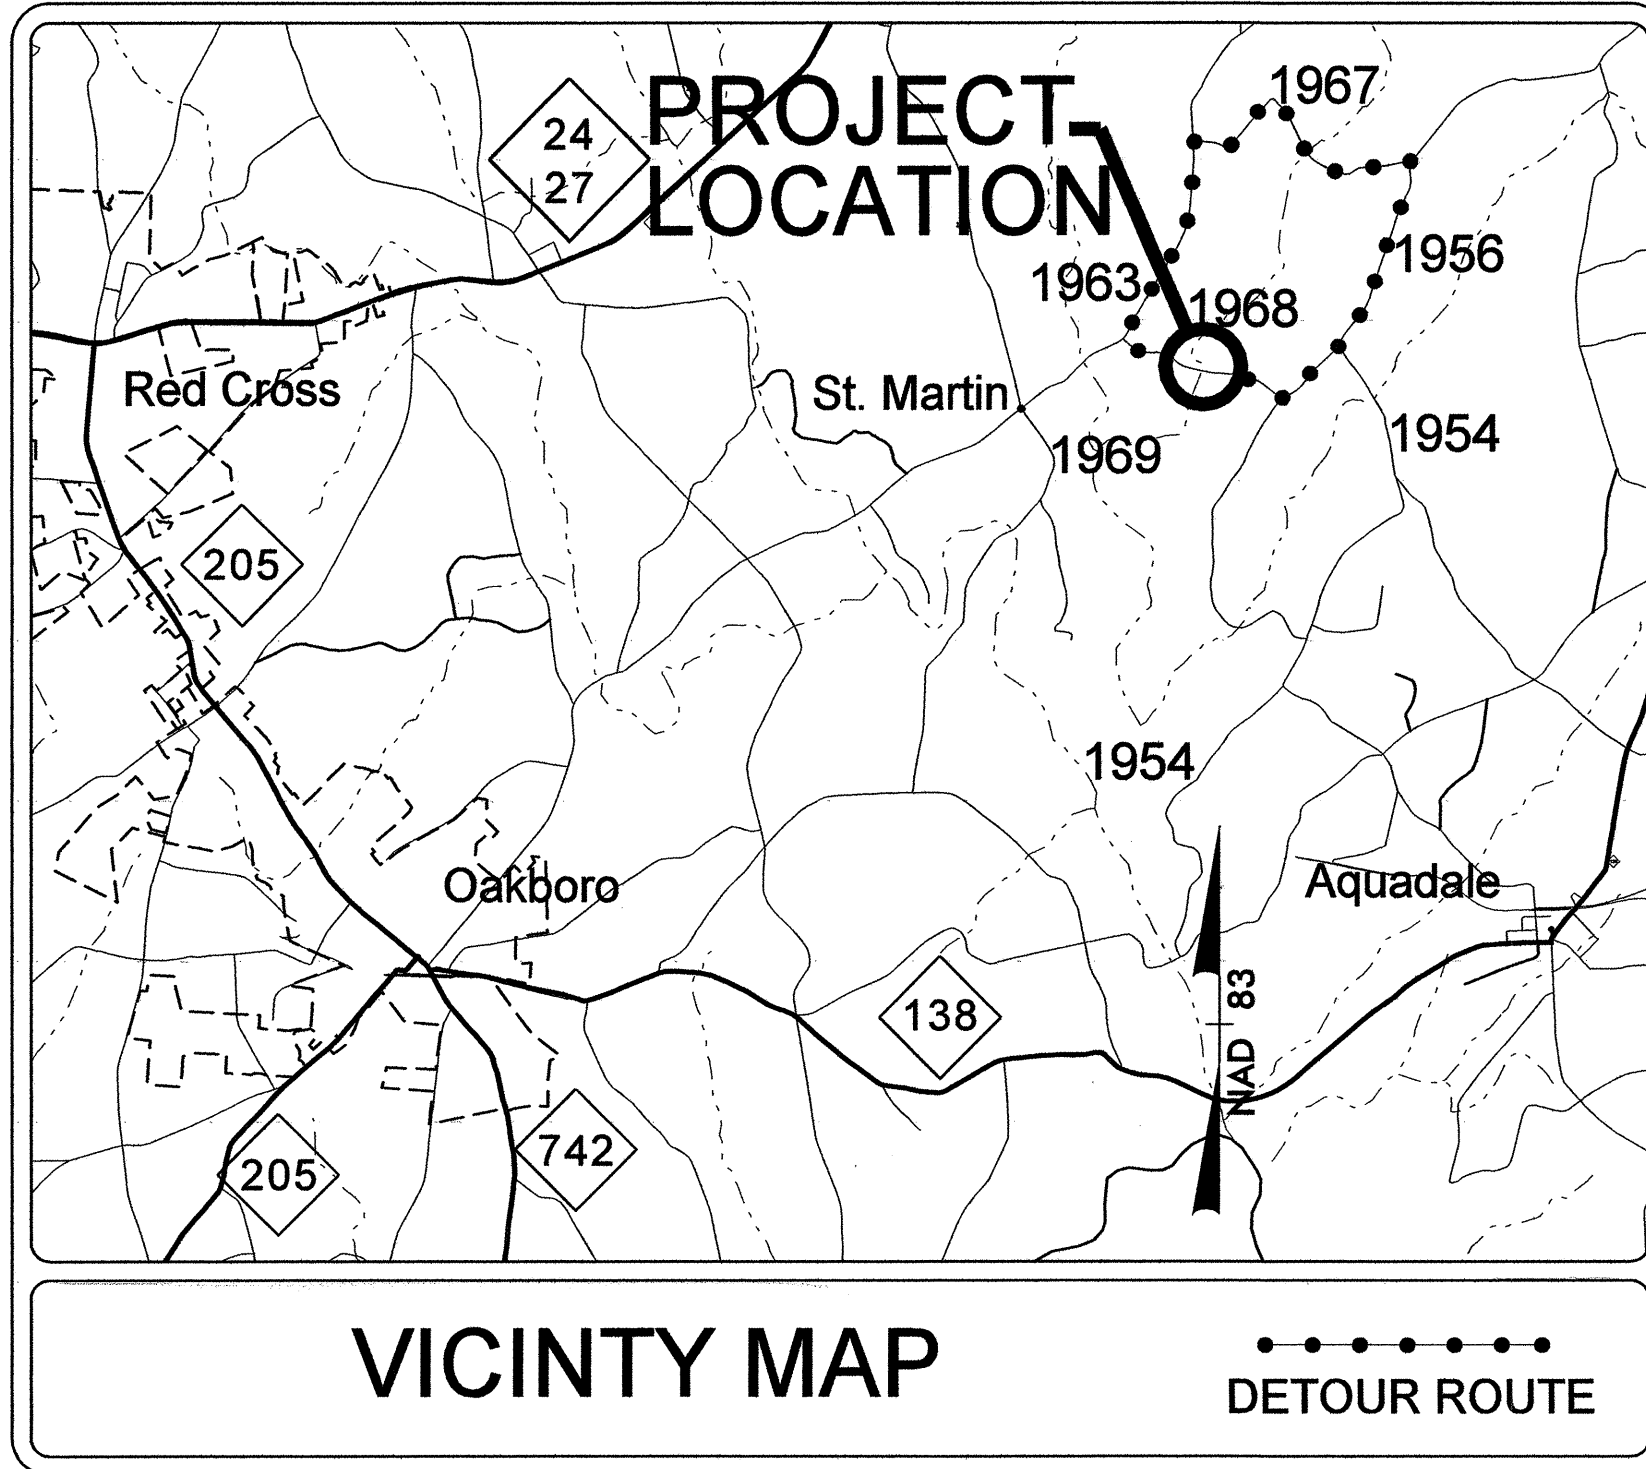 PROJECT
LOCATION
24
27
1967
1956
1963
1968
Red Cross
St. Martin
1969
1954
205
1954
Oakboro
Aquadale
138
NAD 83
742
205
VICINTY MAP
DETOUR ROUTE